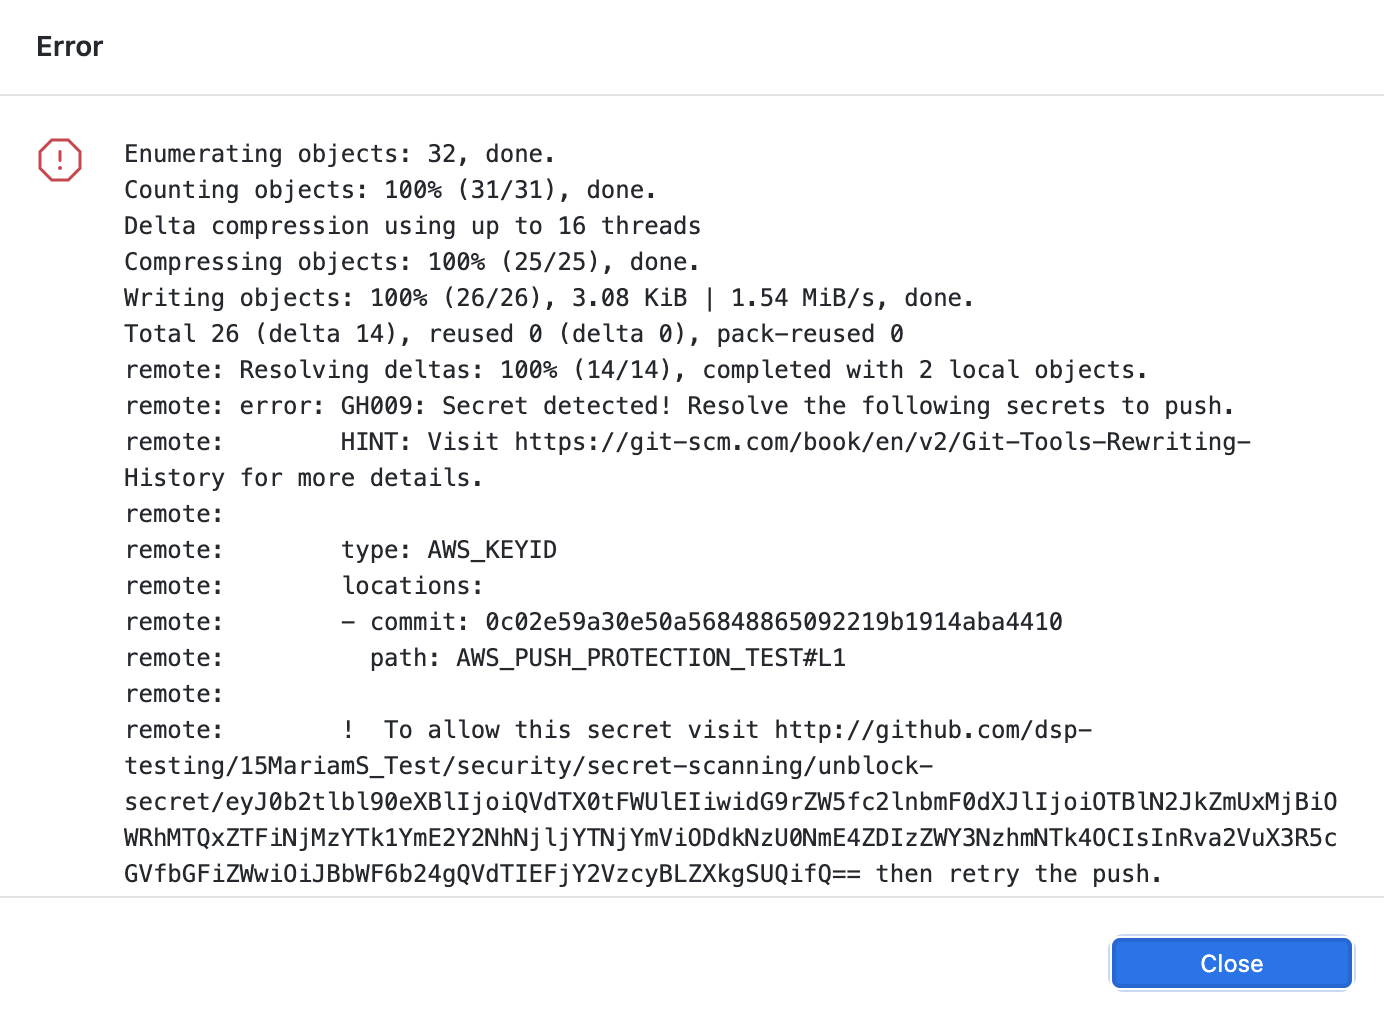 Error
Enumerating objects: 32, done.
Counting objects: 100% (31/31), done.
Delta compression using up to 16 threads
Compressing objects: 100% (25/25), done.
Writing objects: 100% (26/26), 3.08 KiB | 1.54 MiB/s, done.
Total 26 (delta 14), reused 0 (delta 0), pack-reused 0
remote: Resolving deltas: 100% (14/14), completed with 2 local objects.
remote: error: GH009: Secret detected! Resolve the following secrets to push.
remote:        HINT: Visit https://git-scm.com/book/en/v2/Git-Tools-Rewriting-
History for more details.
remote:
remote:        type: AWS_KEYID
remote:        locations:
remote:        - commit: 0c02e59a30e50a56848865092219b1914aba4410
remote:          path: AWS_PUSH_PROTECTION_TEST#L1
remote:
remote:        !  To allow this secret visit http://github.com/dsp-
testing/15MariamS_Test/security/secret-scanning/unblock-
secret/eyJ0b2tlbl90eXBlIjoiQVdTX0tFWUlEIiwidG9rZW5fc2lnbmF0dXJlIjoiOTBlN2JkZmUxMjBiO
WRhMTQxZTFiNjMzYTk1YmE2Y2NhNjljYTNjYmViODdkNzU0NmE4ZDIzZWY3NzhmNTk4OCIsInRva2VuX3R5c
GVfbGFiZWwiOiJBbWF6b24gQVdTIEFjY2VzcyBLZXkgSUQifQ== then retry the push.
Close